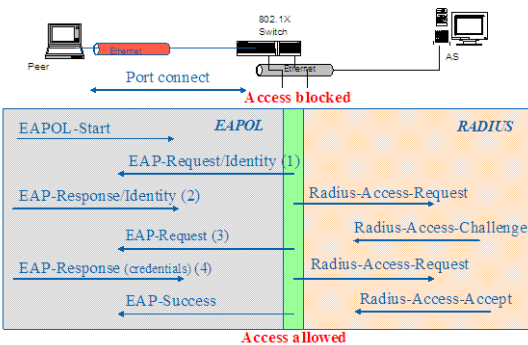 802.1X
Switch
Ethernet
Peer
Ethernet
AS
Port connect
Access blocked
EAPOL-Start
EAPOL
RADIUS
EAP-Request/Identity (1)
EAP-Response/Identity (2)
Radius-Access-Request
EAP-Request (3)
Radius-Access-Challenge
EAP-Response (credentials) (4)
Radius-Access-Request
EAP-Success
Radius-Access-Accept
Access allowed